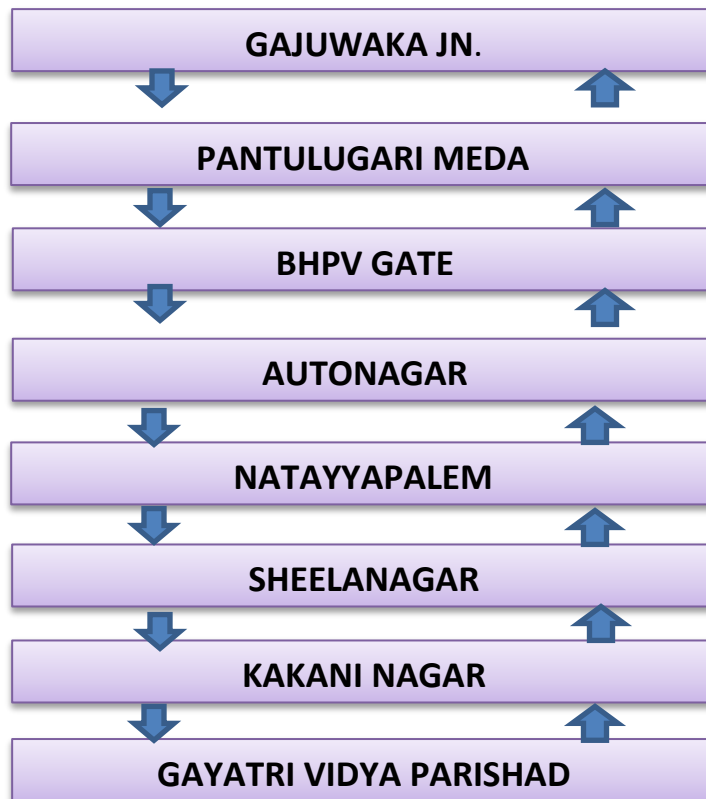 GAJUWAKA JN.
PANTULUGARI MEDA
BHPV GATE
AUTONAGAR
NATAYYAPALEM
SHEELANAGAR
KAKANI NAGAR
GAYATRI VIDYA PARISHAD